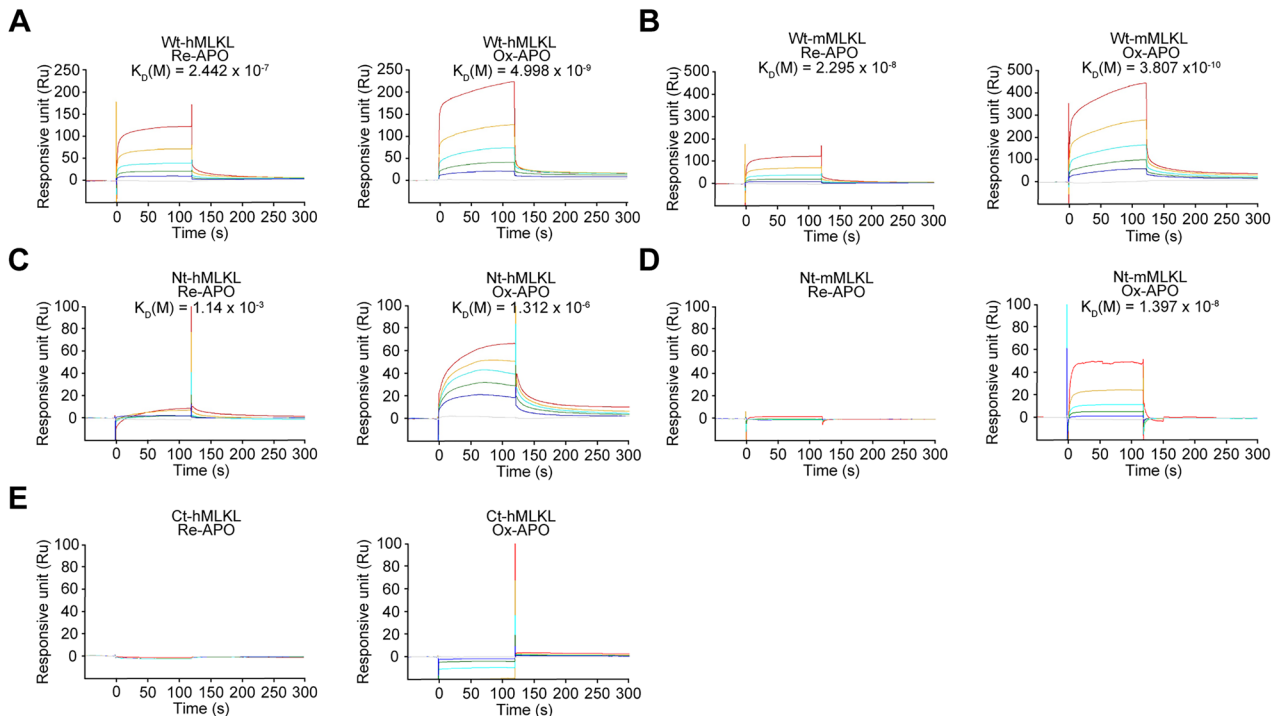 A
Wt-hMLKL
Re-APO
K_D(M) = 2.442 x 10^-7
Responsive unit (Ru)
250
200
150
100
50
0
0 50 100 150 200 250 300
Time (s)
Wt-hMLKL
Ox-APO
K_D(M) = 4.998 x 10^-9
Responsive unit (Ru)
250
200
150
100
50
0
0 50 100 150 200 250 300
Time (s)
B
Wt-mMLKL
Re-APO
K_D(M) = 2.295 x 10^-8
Responsive unit (Ru)
500
400
300
200
100
0
0 50 100 150 200 250 300
Time (s)
Wt-mMLKL
Ox-APO
K_D(M) = 3.807 x10^-10
Responsive unit (Ru)
500
400
300
200
100
0
0 50 100 150 200 250 300
Time (s)
C
Nt-hMLKL
Re-APO
K_D(M) = 1.14 x 10^-3
Responsive unit (Ru)
100
80
60
40
20
0
0 50 100 150 200 250 300
Time (s)
Nt-hMLKL
Ox-APO
K_D(M) = 1.312 x 10^-6
Responsive unit (Ru)
100
80
60
40
20
0
0 50 100 150 200 250 300
Time (s)
D
Nt-mMLKL
Re-APO
Responsive unit (Ru)
100
80
60
40
20
0
0 50 100 150 200 250 300
Time (s)
Nt-mMLKL
Ox-APO
K_D(M) = 1.397 x 10^-8
Responsive unit (Ru)
100
80
60
40
20
0
0 50 100 150 200 250 300
Time (s)
E
Ct-hMLKL
Re-APO
Responsive unit (Ru)
100
80
60
40
20
0
0 50 100 150 200 250 300
Time (s)
Ct-hMLKL
Ox-APO
Responsive unit (Ru)
100
80
60
40
20
0
0 50 100 150 200 250 300
Time (s)